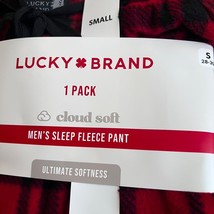 SMALL
LUCKY BRAND
S
1 PACK
cloud soft
MEN'S SLEEP FLEECE PANT
ULTIMATE SOFTNESS